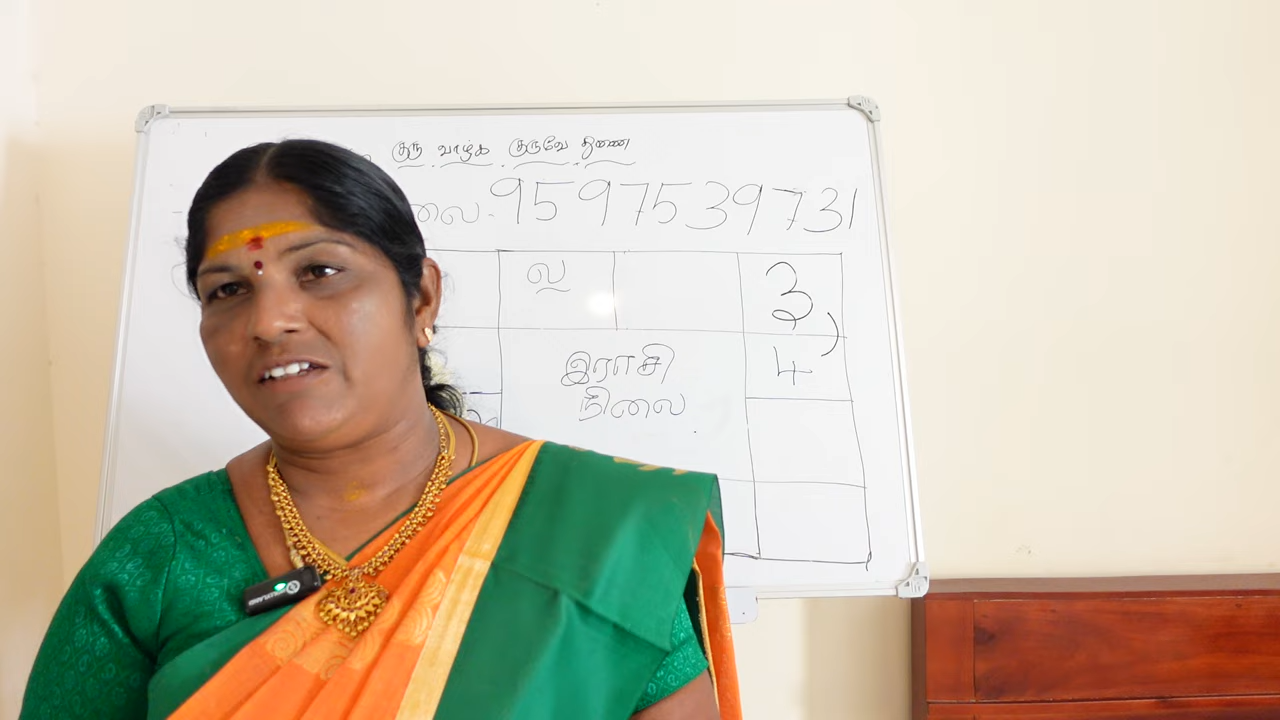 குரு வாழ்க குருவே துணை
லை. 9597539731
ல
3,
4
இராசி
நிலை